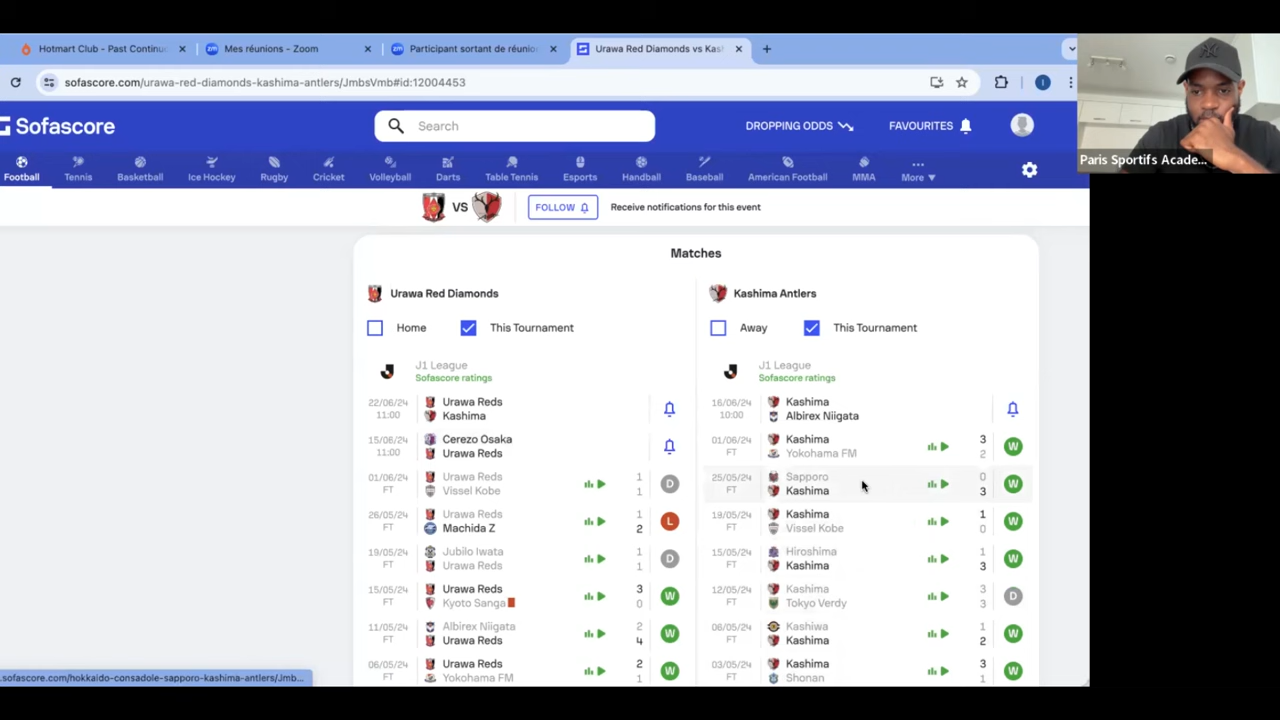 Hotmart Club - Past Continu
Mes réunions - Zoom
Participant sortant de réunio
Urawa Red Diamonds vs Kas
sofascore.com/urawa-red-diamonds-kashima-antlers/JmbsVmb#id:12004453
Sofascore
Search
DROPPING ODDS
FAVOURITES
Football
Tennis
Basketball
Ice Hockey
Rugby
Cricket
Volleyball
Darts
Table Tennis
Esports
Handball
Baseball
American Football
MMA
More
VS
FOLLOW
Receive notifications for this event
Paris Sportifs Acade...
Matches
Urawa Red Diamonds
Home
This Tournament
J1 League
Sofascore ratings
22/06/24 Urawa Reds
11:00 Kashima
15/06/24 Cerezo Osaka
11:00 Urawa Reds
01/06/24 Urawa Reds 1
FT Vissel Kobe 1
D
26/05/24 Urawa Reds 1
FT Machida Z 2
L
19/05/24 Jubilo Iwata 1
FT Urawa Reds 1
D
15/05/24 Urawa Reds 3
FT Kyoto Sanga 0
W
11/05/24 Albirex Niigata 2
FT Urawa Reds 4
W
06/05/24 Urawa Reds 2
FT Yokohama FM 1
W
Kashima Antlers
Away
This Tournament
J1 League
Sofascore ratings
16/06/24 Kashima
10:00 Albirex Niigata
01/06/24 Kashima 3
FT Yokohama FM 2
W
25/05/24 Sapporo 0
FT Kashima 3
W
19/05/24 Kashima 1
FT Vissel Kobe 0
W
15/05/24 Hiroshima 1
FT Kashima 3
W
12/05/24 Kashima 3
FT Tokyo Verdy 3
D
06/05/24 Kashiwa 1
FT Kashima 2
W
03/05/24 Kashima 3
FT Shonan 1
W
.sofascore.com/hokkaido-consadole-sapporo-kashima-antlers/Jmb...